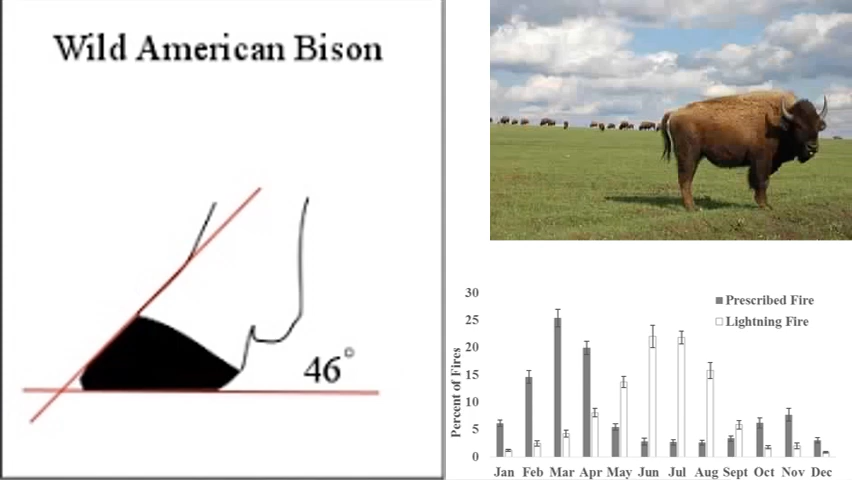 Wild American Bison
46°
30
25
20
15
10
5
0
Percent of Fires
Prescribed Fire
Lightning Fire
Jan Feb Mar Apr May Jun Jul Aug Sept Oct Nov Dec